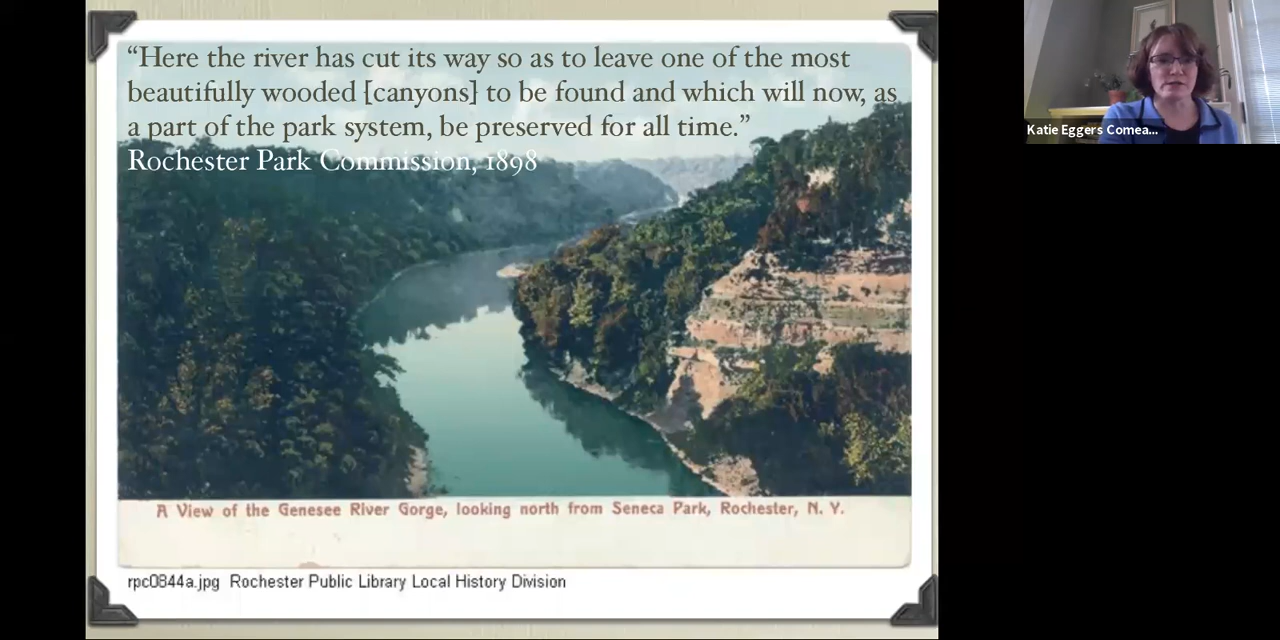 “Here the river has cut its way so as to leave one of the most
beautifully wooded [canyons] to be found and which will now, as
a part of the park system, be preserved for all time.”
Rochester Park Commission, 1898
A View of the Genesee River Gorge, looking north from Seneca Park, Rochester, N. Y.
rpc0844a.jpg Rochester Public Library Local History Division
Katie Eggers Comea...